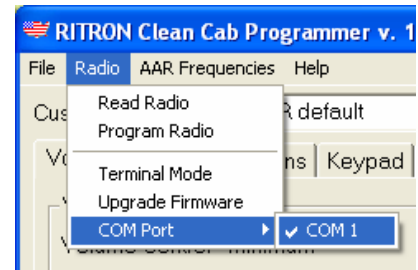 RITRON Clean Cab Programmer v. 1
File Radio AAR Frequencies Help
Read Radio
Program Radio
Terminal Mode
Upgrade Firmware
COM Port
COM 1
default
Keypad